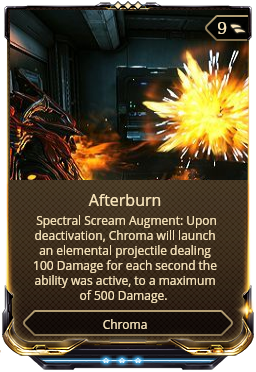 9
Afterburn
Spectral Scream Augment: Upon
deactivation, Chroma will launch
an elemental projectile dealing
100 Damage for each second the
ability was active, to a maximum
of 500 Damage.
Chroma